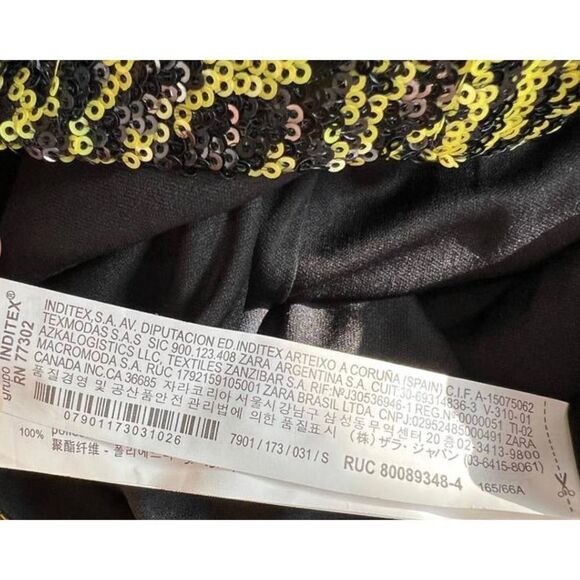 grupo INDITEX®
RN 77302
INDITEX S.A. AV. DIPUTACION ED.INDITEX ARTEIXO A CORUÑA (SPAIN) C.I.F. A-15075062
TEXMODAS S.A.S SIC 900.123.408 ZARA ARGENTINA S.A. CUIT:30-69314836-3 V-310-01
AZKALOGISTICS LLC, TEXTILES ZANZIBAR S.A. RIF.NºJ30536946-1 REG.Nº0000051 TI-02
MACROMODA S.A. RÚC 1792159105001 ZARA BRASIL LTDA. CNPJ:02952485000491 ZARA
CANADA INC.CA 36685 자라코리아 서울시강남구 삼성동무역센터 20 층02-3413-9800
품질경영 및 공산품안전 관리법에 의한 품질표시 (株) ザラ・ジャパン (03-6415-8061)
07901173031026
7901 / 173 / 031 / S
RUC 80089348-4
165/66A
100%
聚酯纤维 -